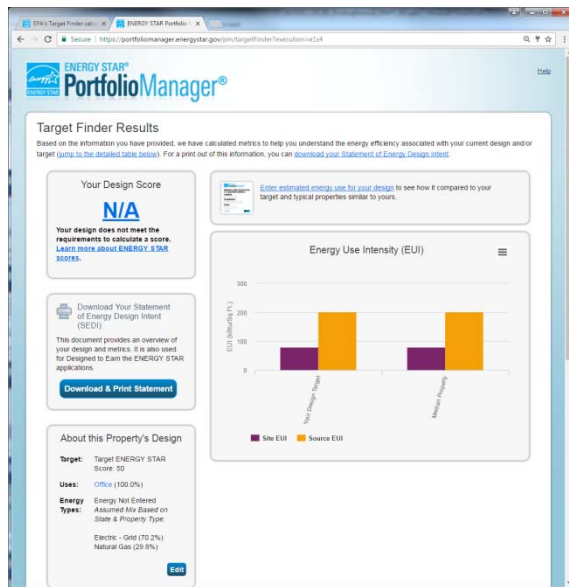 EPA's Target Finder calc
ENERGY STAR Portfolio
Secure | https://portfoliomanager.energystar.gov/pm/targetFinder?execution=e1s4
ENERGY STAR
ENERGY STAR®
PortfolioManager®
Help
Target Finder Results
Based on the information you have provided, we have calculated metrics to help you understand the energy efficiency associated with your current design and/or
target (jump to the detailed table below). For a print out of this information, you can download your Statement of Energy Design Intent.
Your Design Score
N/A
Your design does not meet the
requirements to calculate a score.
Learn more about ENERGY STAR
scores.
Enter estimated energy use for your design to see how it compared to your
target and typical properties similar to yours.
Download Your Statement
of Energy Design Intent
(SEDI)
This document provides an overview of
your design and metrics. It is also used
for Designed to Earn the ENERGY STAR
applications.
Download & Print Statement
Energy Use Intensity (EUI)
EUI (kBtu/Sq.Ft.)
300
200
100
0
Your Design Target
Median Property
Site EUI
Source EUI
About this Property's Design
Target: Target ENERGY STAR
Score: 50
Uses: Office (100.0%)
Energy Energy Not Entered
Types: Assumed Mix Based on
State & Property Type:
Electric - Grid (70.2%)
Natural Gas (29.8%)
Edit